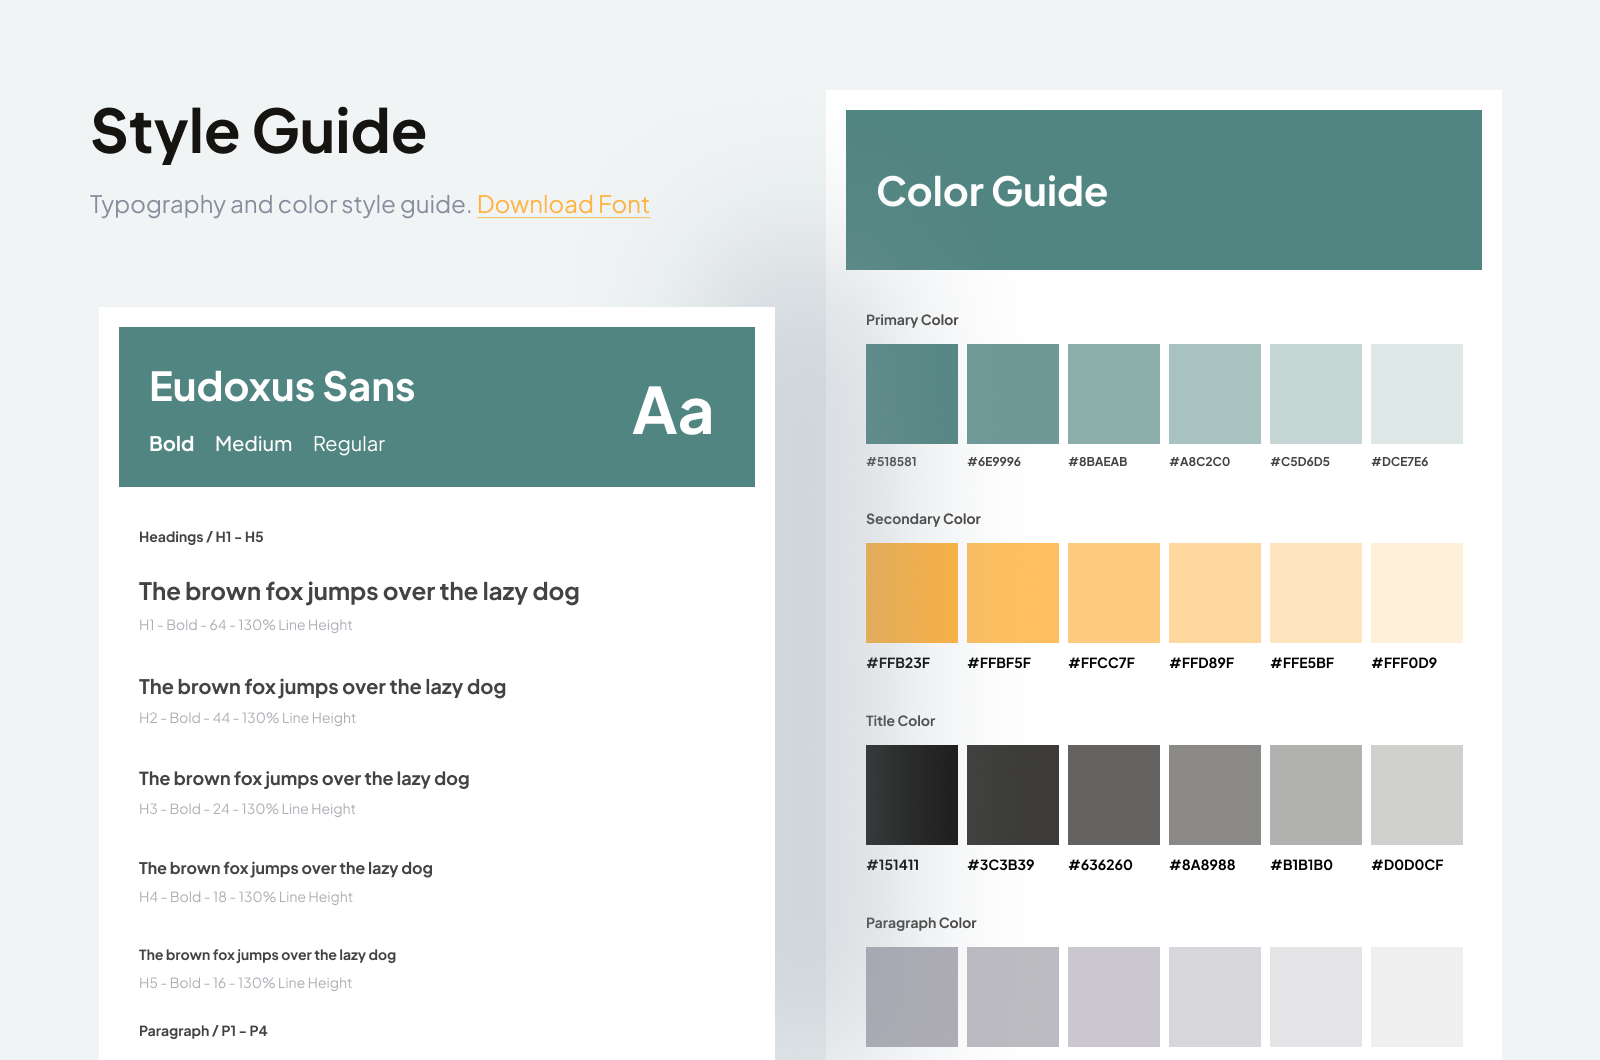 Style Guide
Typography and color style guide. Download Font
Eudoxus Sans
Bold Medium Regular
Aa
Headings / H1 - H5
The brown fox jumps over the lazy dog
H1 - Bold - 64 - 130% Line Height
The brown fox jumps over the lazy dog
H2 - Bold - 44 - 130% Line Height
The brown fox jumps over the lazy dog
H3 - Bold - 24 - 130% Line Height
The brown fox jumps over the lazy dog
H4 - Bold - 18 - 130% Line Height
The brown fox jumps over the lazy dog
H5 - Bold - 16 - 130% Line Height
Paragraph / P1 - P4
Color Guide
Primary Color
#518581 #6E9996 #8BAEAB #A8C2C0 #C5D6D5 #DCE7E6
Secondary Color
#FFB23F #FFBF5F #FFCC7F #FFD89F #FFE5BF #FFF0D9
Title Color
#151411 #3C3B39 #636260 #8A8988 #B1B1B0 #D0D0CF
Paragraph Color